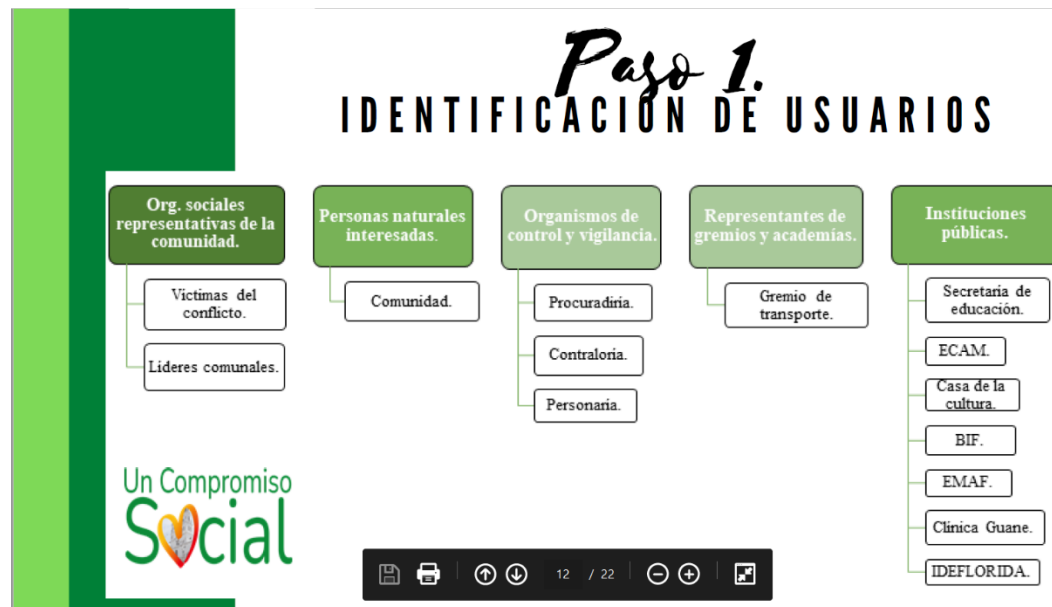 Paso 1.
IDENTIFICACIÓN DE USUARIOS
Org. sociales
representativas de la
comunidad.
Victimas del
conflicto.
Lideres comunales.
Personas naturales
interesadas.
Comunidad.
Organismos de
control y vigilancia.
Procuradiria.
Contraloria.
Personaria.
Representantes de
gremios y academias.
Gremio de
transporte.
Instituciones
públicas.
Secretaria de
educación.
ECAM.
Casa de la
cultura.
BIF.
EMAF.
Clinica Guane.
IDEFLORIDA.
Un Compromiso
Social
12 / 22